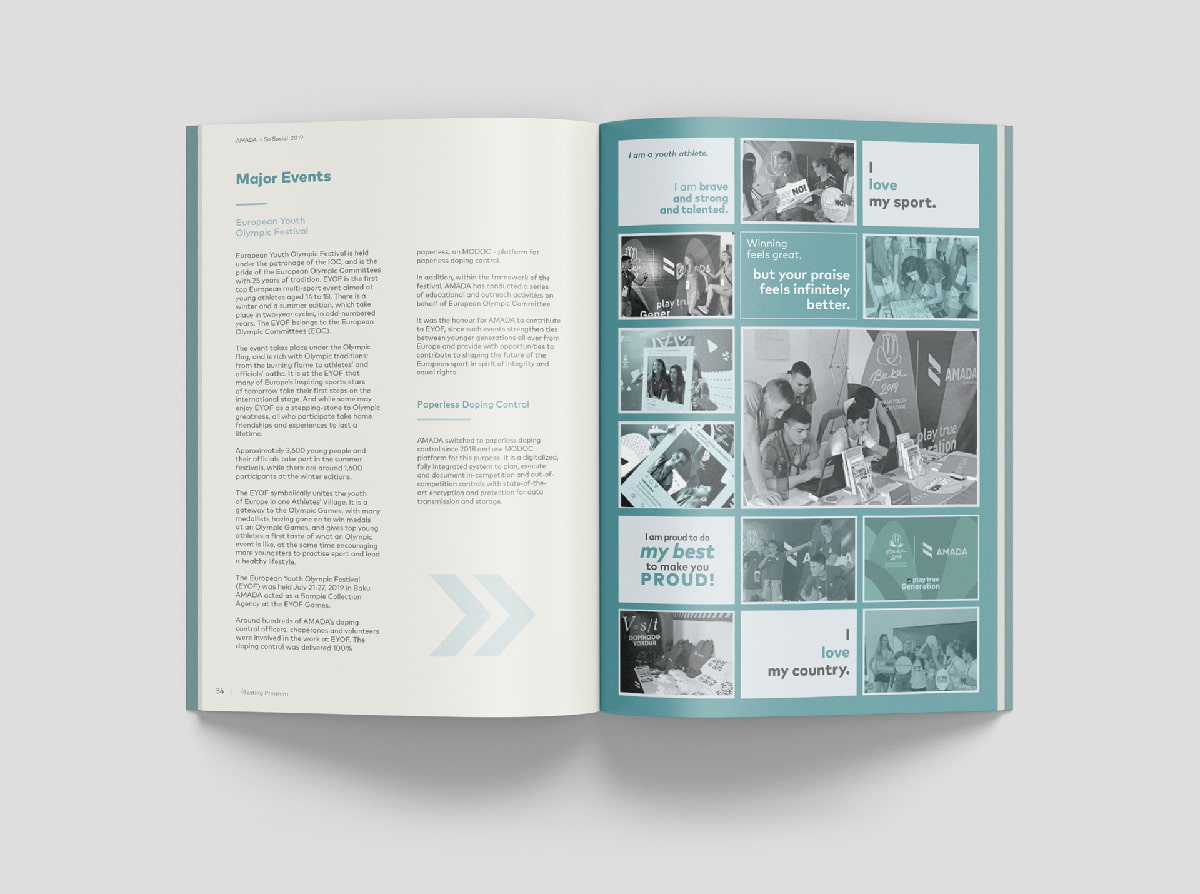 AMADA – So Social 2019
Major Events
European Youth
Olympic Festival
European Youth Olympic Festival is held
under the patronage of the IOC, and is the
pride of the European Olympic Committees
with 25 years of tradition. EYOF is the first
top European multi-sport event aimed at
young athletes aged 14 to 18. There is a
winter and a summer edition, which take
place in two-year cycles, in odd-numbered
years. The EYOF belongs to the European
Olympic Committees (EOC).
The event takes place under the Olympic
flag, and is rich with Olympic traditions:
from the burning flame to athletes' and
officials' oaths. It is at the EYOF that
many of Europe's inspiring sports stars
of tomorrow take their first steps on the
international stage. And while some may
enjoy EYOF as a stepping-stone to Olympic
greatness, all who participate take home
friendships and experiences to last a
lifetime.
Approximately 3,600 young people and
their officials take part in the summer
festivals, while there are around 1,600
participants at the winter editions.
The EYOF symbolically unites the youth
of Europe in one Athletes' Village. It is a
gateway to the Olympic Games, with many
medallists having gone on to win medals
at an Olympic Games, and gives top young
athletes a first taste of what an Olympic
event is like, at the same time encouraging
more youngsters to practise sport and lead
a healthy lifestyle.
The European Youth Olympic Festival
(EYOF) was held July 21-27, 2019 in Baku.
AMADA acted as a Sample Collection
Agency at the EYOF Games.
Around hundreds of AMADA's doping
control officers, chaperones and volunteers
were involved in the work at EYOF. The
doping control was delivered 100%
34 | Testing Program
paperless, on MODOC - platform for
paperless doping control.
In addition, within the framework of the
festival, AMADA has conducted a series
of educational and outreach activities on
behalf of European Olympic Committee.
It was the honour for AMADA to contribute
to EYOF, since such events strengthen ties
between younger generations all over from
Europe and provide with opportunities to
contribute to shaping the future of the
European sport in spirit of integrity and
equal rights.
Paperless Doping Control
AMADA switched to paperless doping
control since 2018 and use MODOC
platform for this purpose. It is a digitalized,
fully integrated system to plan, execute
and document in-competition and out-of-
competition controls with state-of-the-
art encryption and protection for data
transmission and storage.
I am a youth athlete.
I am brave
and strong
and talented.
NO!
I
love
my sport.
play true
Gener
Winning
feels great,
but your praise
feels infinitely
better.
Baku
2019
AMADA
play true
eneration
I am proud to do
my best
to make you
PROUD!
Baku
2019
AMADA
play true
Generation
V=s/t
I
love
my country.